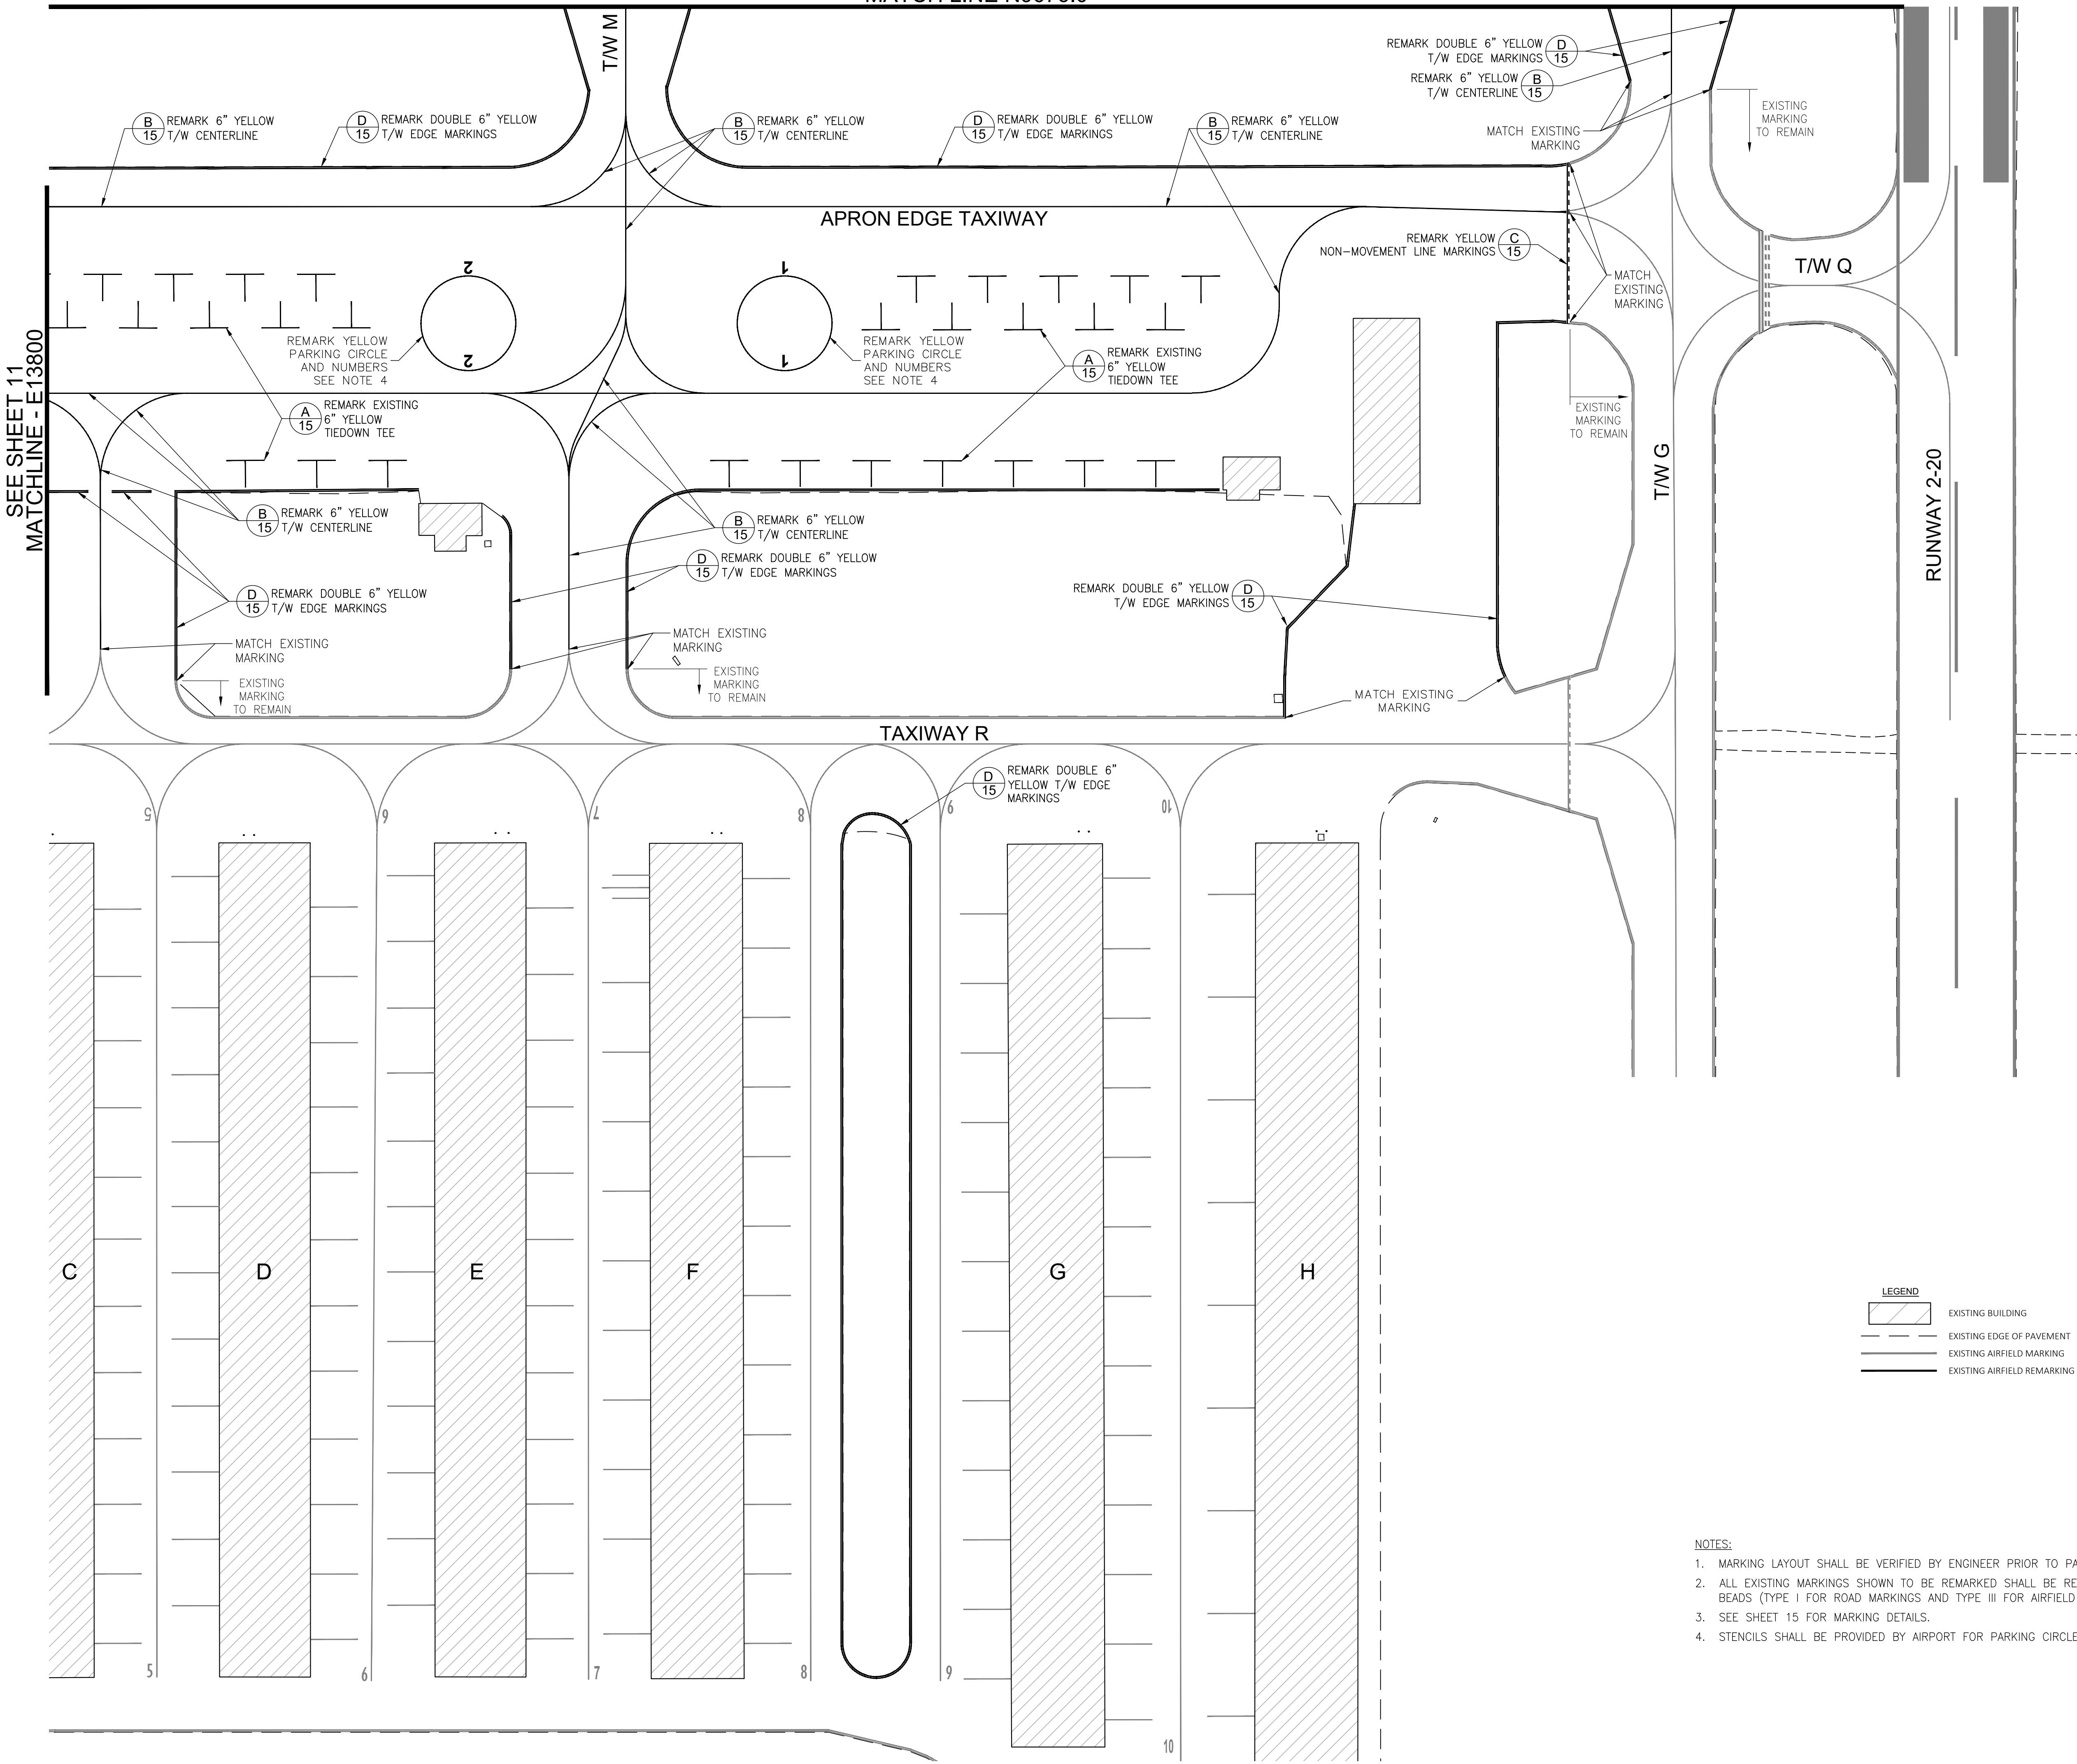 T/W M
REMARK DOUBLE 6" YELLOW
T/W EDGE MARKINGS
D
15
REMARK 6" YELLOW
T/W CENTERLINE
B
15
MATCH EXISTING
MARKING
EXISTING
MARKING
TO REMAIN
B
15
REMARK 6" YELLOW
T/W CENTERLINE
D
15
REMARK DOUBLE 6" YELLOW
T/W EDGE MARKINGS
B
15
REMARK 6" YELLOW
T/W CENTERLINE
D
15
REMARK DOUBLE 6" YELLOW
T/W EDGE MARKINGS
B
15
REMARK 6" YELLOW
T/W CENTERLINE
APRON EDGE TAXIWAY
REMARK YELLOW
NON-MOVEMENT LINE MARKINGS
C
15
MATCH
EXISTING
MARKING
T/W Q
2
2
1
1
REMARK YELLOW
PARKING CIRCLE
AND NUMBERS
SEE NOTE 4
REMARK YELLOW
PARKING CIRCLE
AND NUMBERS
SEE NOTE 4
A
15
REMARK EXISTING
6" YELLOW
TIEDOWN TEE
A
15
REMARK EXISTING
6" YELLOW
TIEDOWN TEE
EXISTING
MARKING
TO REMAIN
SEE SHEET 11
MATCHLINE - E13800
T/W G
RUNWAY 2-20
B
15
REMARK 6" YELLOW
T/W CENTERLINE
B
15
REMARK 6" YELLOW
T/W CENTERLINE
D
15
REMARK DOUBLE 6" YELLOW
T/W EDGE MARKINGS
D
15
REMARK DOUBLE 6" YELLOW
T/W EDGE MARKINGS
REMARK DOUBLE 6" YELLOW
T/W EDGE MARKINGS
D
15
MATCH EXISTING
MARKING
MATCH EXISTING
MARKING
EXISTING
MARKING
TO REMAIN
EXISTING
MARKING
TO REMAIN
MATCH EXISTING
MARKING
TAXIWAY R
D
15
REMARK DOUBLE 6"
YELLOW T/W EDGE
MARKINGS
5
6
7
8
9
10
C
D
E
F
G
H
5
6
7
8
9
10
LEGEND
EXISTING BUILDING
EXISTING EDGE OF PAVEMENT
EXISTING AIRFIELD MARKING
EXISTING AIRFIELD REMARKING
NOTES:
1. MARKING LAYOUT SHALL BE VERIFIED BY ENGINEER PRIOR TO
2. ALL EXISTING MARKINGS SHOWN TO BE REMARKED SHALL BE
BEADS (TYPE I FOR ROAD MARKINGS AND TYPE III FOR AIRFIELD
3. SEE SHEET 15 FOR MARKING DETAILS.
4. STENCILS SHALL BE PROVIDED BY AIRPORT FOR PARKING CIRCLE